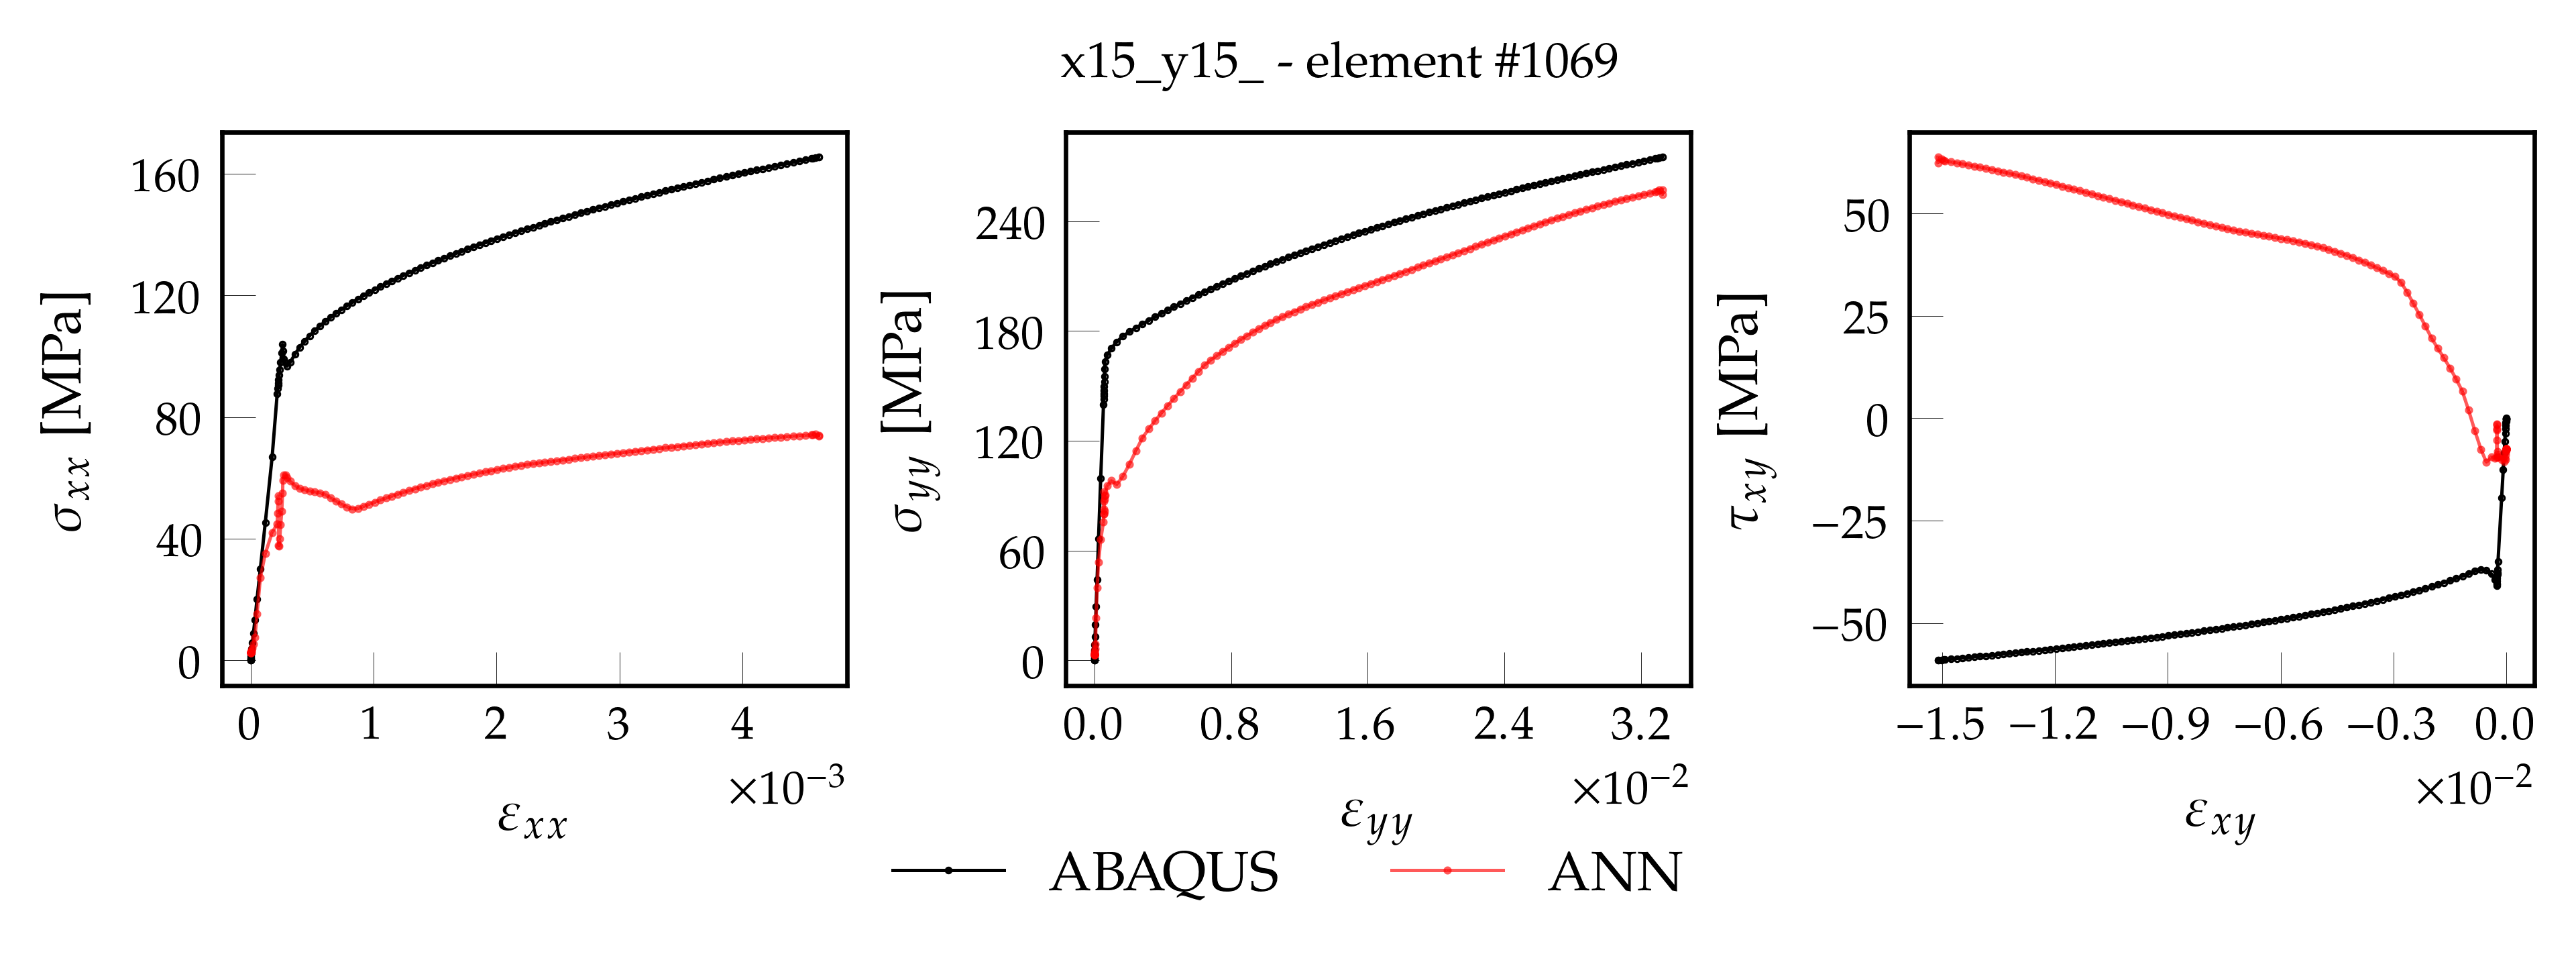 x15_y15_ - element #1069
σxx [MPa]
160
120
80
40
0
0 1 2 3 4
×10−3
εxx
σyy [MPa]
240
180
120
60
0
0.0 0.8 1.6 2.4 3.2
×10−2
εyy
τxy [MPa]
50
25
0
−25
−50
−1.5 −1.2 −0.9 −0.6 −0.3 0.0
×10−2
εxy
ABAQUS ANN